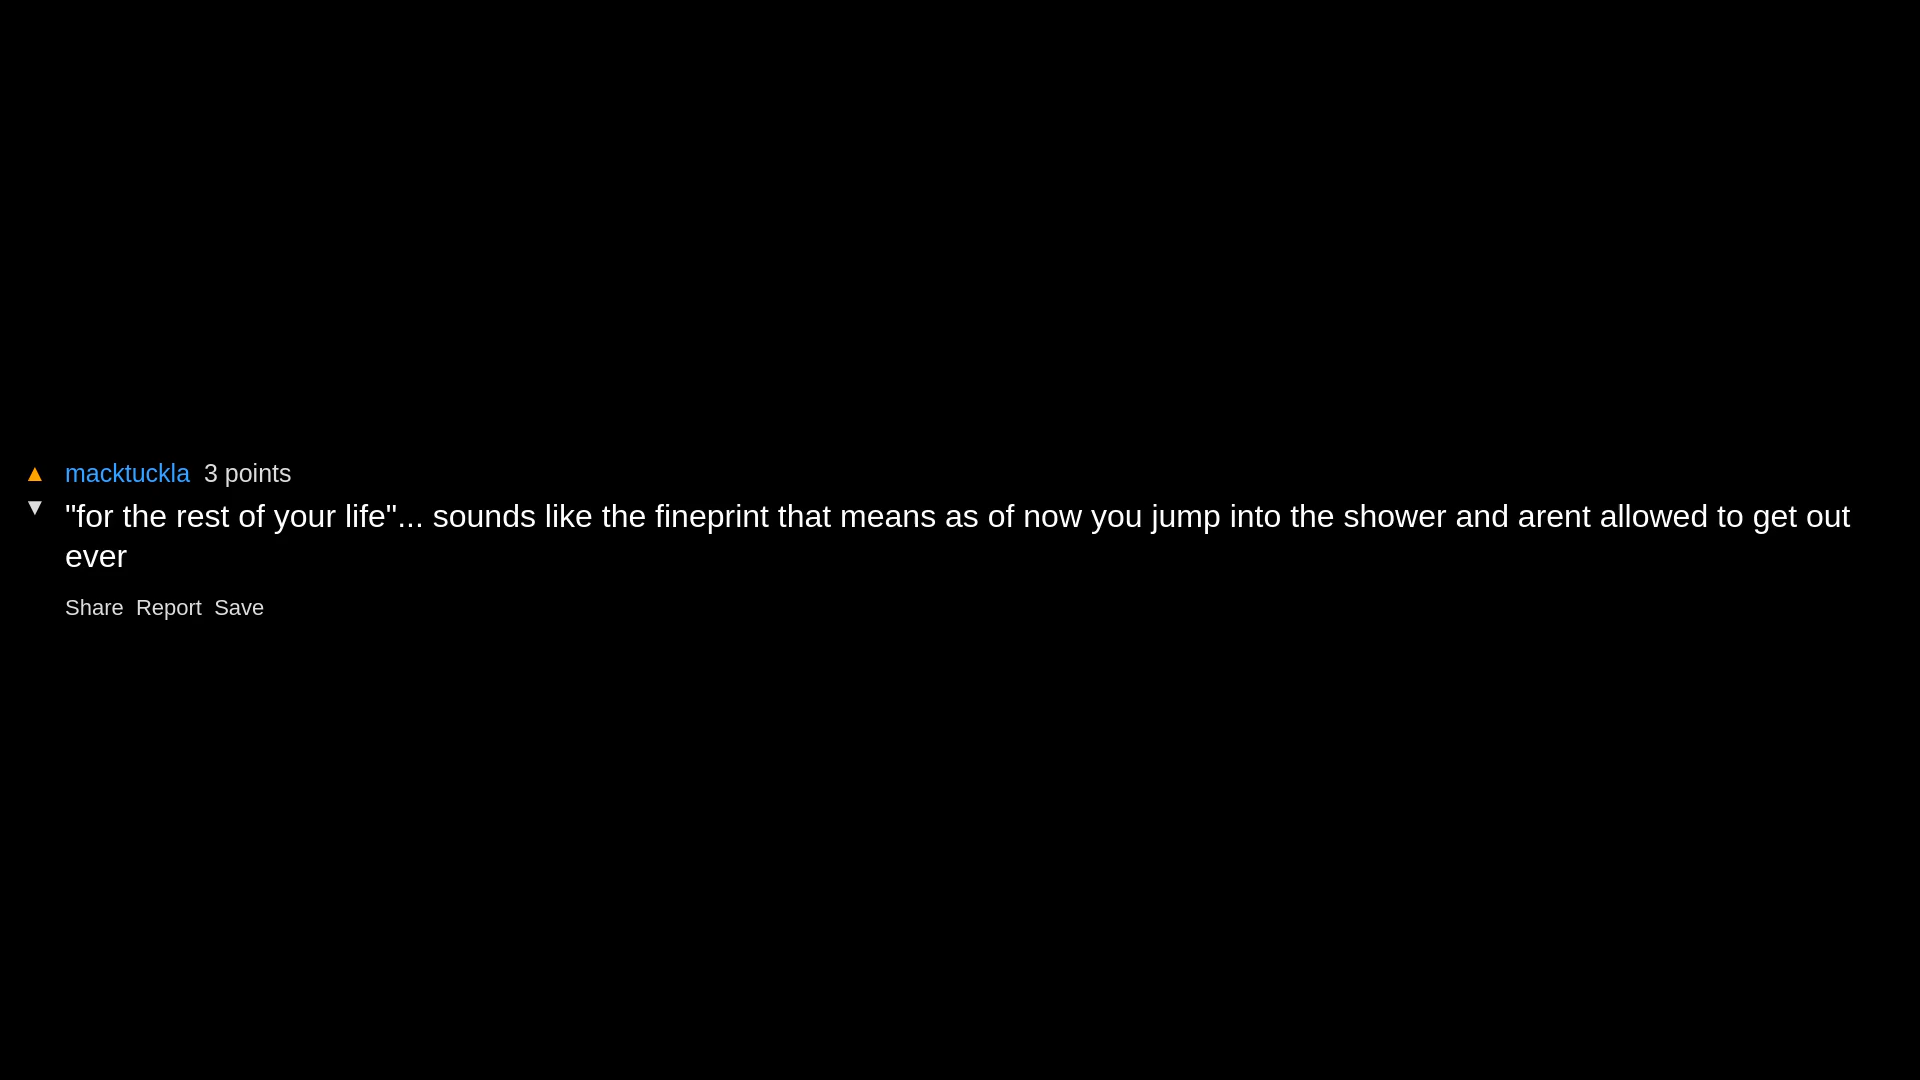 ▲ macktuckla 3 points
▼ "for the rest of your life"... sounds like the fineprint that means as of now you jump into the shower and arent allowed to get out
ever
Share Report Save